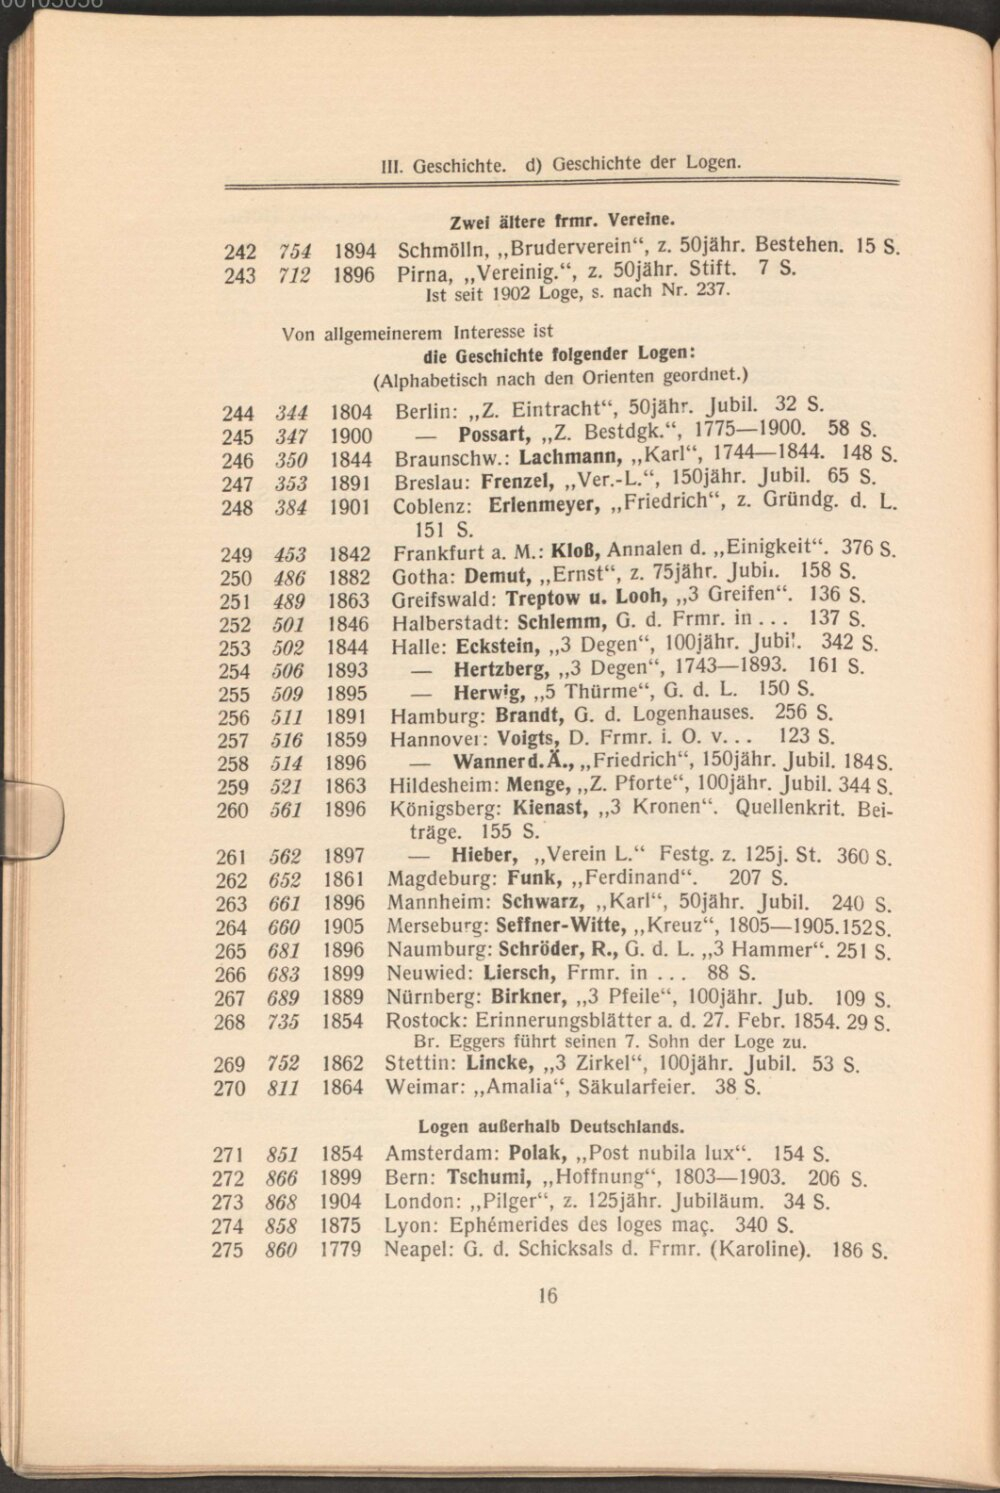 III. Geschichte. d) Geschichte der Logen.
Zwei ältere frmr. Vereine.
242 754 1894 Schmölln, „Bruderverein“, z. 50jähr. Bestehen. 15 S.
243 712 1896 Pirna, „Vereinig.“, z. 50jähr. Stift. 7 S.
Ist seit 1902 Loge, s. nach Nr. 237.
Von allgemeinerem Interesse ist
die Geschichte folgender Logen:
(Alphabetisch nach den Orienten geordnet.)
244 344 1804 Berlin: „Z. Eintracht“, 50jähr. Jubil. 32 S.
245 347 1900 — Possart, „Z. Bestdgk.“, 1775—1900. 58 S.
246 350 1844 Braunschw.: Lachmann, „Karl“, 1744—1844. 148 S.
247 353 1891 Breslau: Frenzel, „Ver.-L.“, 150jähr. Jubil. 65 S.
248 384 1901 Coblenz: Erlenmeyer, „Friedrich“, z. Gründg. d. L.
151 S.
249 453 1842 Frankfurt a. M.: Kloß, Annalen d. „Einigkeit“. 376 S.
250 486 1882 Gotha: Demut, „Ernst“, z. 75jähr. Jubil. 158 S.
251 489 1863 Greifswald: Treptow u. Looh, „3 Greifen“. 136 S.
252 501 1846 Halberstadt: Schlemm, G. d. Frmr. in ... 137 S.
253 502 1844 Halle: Eckstein, „3 Degen“, 100jähr. Jubil. 342 S.
254 506 1893 — Hertzberg, „3 Degen“, 1743—1893. 161 S.
255 509 1895 — Herwig, „5 Thürme“, G. d. L. 150 S.
256 511 1891 Hamburg: Brandt, G. d. Logenhauses. 256 S.
257 516 1859 Hannover: Voigts, D. Frmr. i. O. v... 123 S.
258 514 1896 — Wanner d. Ä., „Friedrich“, 150jähr. Jubil. 184 S.
259 521 1863 Hildesheim: Menge, „Z. Pforte“, 100jähr. Jubil. 344 S.
260 561 1896 Königsberg: Kienast, „3 Kronen“. Quellenkrit. Bei-
träge. 155 S.
261 562 1897 — Hieber, „Verein L.“ Festg. z. 125j. St. 360 S.
262 652 1861 Magdeburg: Funk, „Ferdinand“. 207 S.
263 661 1896 Mannheim: Schwarz, „Karl“, 50jähr. Jubil. 240 S.
264 660 1905 Merseburg: Seffner-Witte, „Kreuz“, 1805—1905. 152 S.
265 681 1896 Naumburg: Schröder, R., G. d. L. „3 Hammer“. 251 S.
266 683 1899 Neuwied: Liersch, Frmr. in ... 88 S.
267 689 1889 Nürnberg: Birkner, „3 Pfeile“, 100jähr. Jub. 109 S.
268 735 1854 Rostock: Erinnerungsblätter a. d. 27. Febr. 1854. 29 S.
Br. Eggers führt seinen 7. Sohn der Loge zu.
269 752 1862 Stettin: Lincke, „3 Zirkel“, 100jähr. Jubil. 53 S.
270 811 1864 Weimar: „Amalia“, Säkularfeier. 38 S.
Logen außerhalb Deutschlands.
271 851 1854 Amsterdam: Polak, „Post nubila lux“. 154 S.
272 866 1899 Bern: Tschumi, „Hoffnung“, 1803—1903. 206 S.
273 868 1904 London: „Pilger“, z. 125jähr. Jubiläum. 34 S.
274 858 1875 Lyon: Ephémerides des loges maç. 340 S.
275 860 1779 Neapel: G. d. Schicksals d. Frmr. (Karoline). 186 S.
16